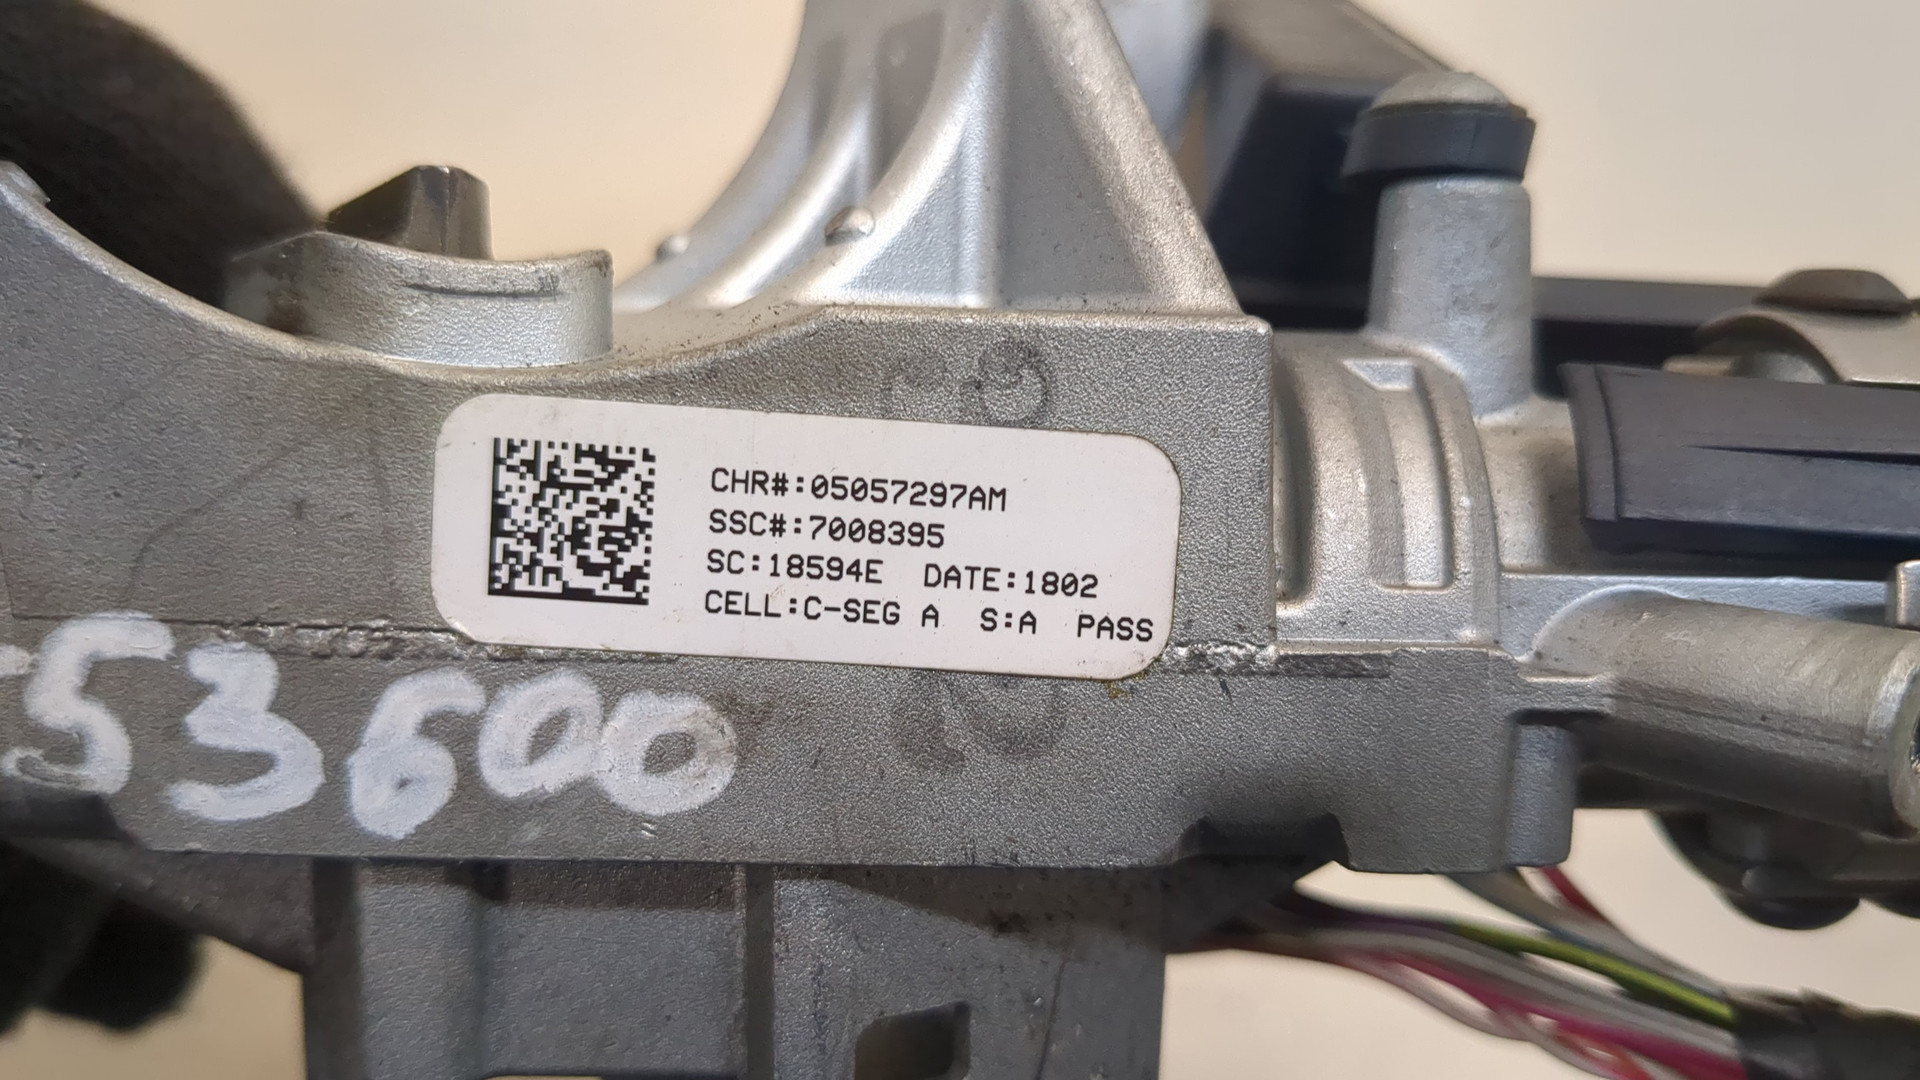 CHR#:05057297AM
SSC#:7008395
SC:18594E DATE:1802
CELL:C-SEG A S:A PASS
53600